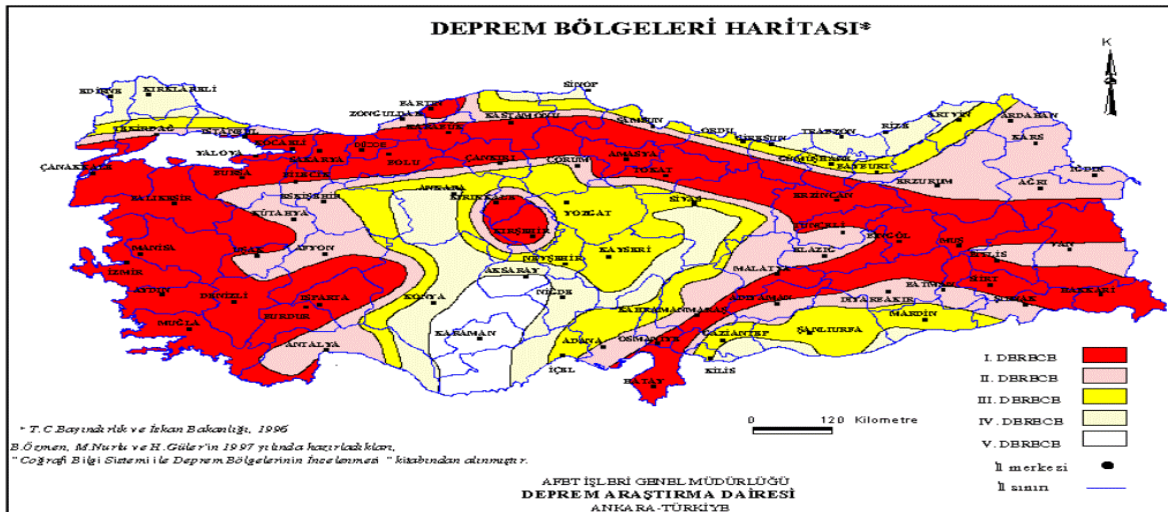 DEPREM BÖLGELERİ HARİTASI*
K
SİNOP
EDİRNE
KIRKLARELİ
BARTIN
ZONGULDAK
KASTAMONU
SAMSUN
ARTVİN
ARDAHAN
TEKİRDAĞ
İSTANBUL
KARABÜK
ORDU
GİRESUN
TRABZON
RİZE
KARS
KOCAELİ
YALOVA
SAKARYA
DÜZCE
BOLU
ÇANKIRI
ÇORUM
AMASYA
TOKAT
GÜMÜŞHANE
BAYBURT
ÇANAKKALE
BURSA
BİLECİK
ERZURUM
AĞRI
IĞDIR
BALIKESİR
ESKİŞEHİR
ANKARA
KIRIKKALE
YOZGAT
SİVAS
ERZİNCAN
KÜTAHYA
KIRŞEHİR
TUNCELİ
BİNGÖL
MUŞ
MANİSA
UŞAK
AFYON
KAYSERİ
NEVŞEHİR
ELAZIĞ
BİTLİS
VAN
İZMİR
AKSARAY
MALATYA
AYDIN
DENİZLİ
ISPARTA
KONYA
NİĞDE
KAHRAMANMARAŞ
ADIYAMAN
DİYARBAKIR
BATMAN
SİİRT
ŞIRNAK
HAKKARİ
BURDUR
MUĞLA
KARAMAN
ADANA
OSMANİYE
GAZİANTEP
ŞANLIURFA
MARDİN
ANTALYA
İÇEL
KİLİS
HATAY
I. DERECE
II. DERECE
III. DERECE
IV. DERECE
V. DERECE
İl merkezi
İl sınırı
0 120 Kilometre
* T.C.Bayındırlık ve İskan Bakanlığı, 1996
B.Özmen, M.Nurlu ve H.Güler'in 1997 yılında hazırladıkları,
" Coğrafi Bilgi Sistemi ile Deprem Bölgelerinin İncelenmesi " kitabından alınmıştır.
AFET İŞLERİ GENEL MÜDÜRLÜĞÜ
DEPREM ARAŞTIRMA DAİRESİ
ANKARA-TÜRKİYE